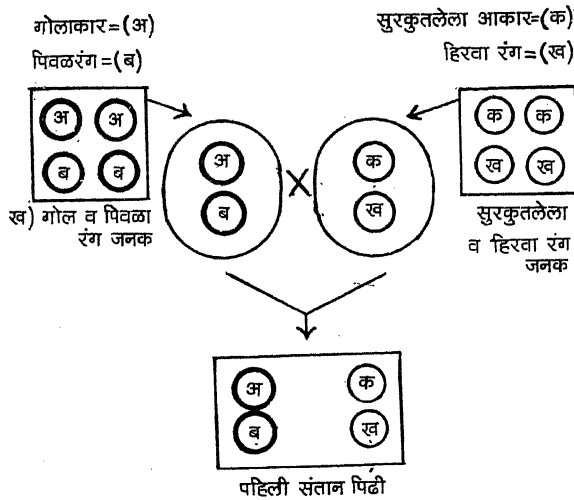 गोलाकार=(अ)
पिवळरंग=(ब)
सुरकुतलेला आकार=(क)
हिरवा रंग=(ख)
अ अ
ब ब
अ
ब
X
क
ख
क क
ख ख
ख) गोल व पिवळा
रंग जनक
सुरकुतलेला
व हिरवा रंग
जनक
अ
ब
क
ख
पहिली संतान पिढी